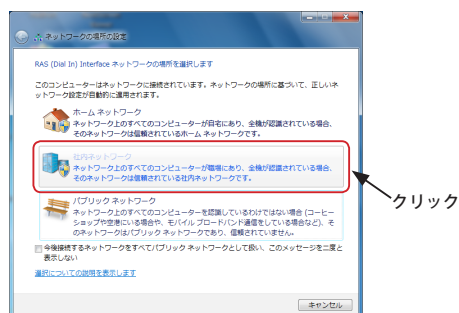 ネットワークの場所の設定
RAS (Dial In) Interface ネットワークの場所を選択します
このコンピューターはネットワークに接続されています。ネットワークの場所に基づいて、正しいネ
ットワーク設定が自動的に適用されます。
ホーム ネットワーク
ネットワーク上のすべてのコンピューターが自宅にあり、全機が認識されている場合、
そのネットワークは信頼されているホーム ネットワークです。
社内ネットワーク
ネットワーク上のすべてのコンピューターが職場にあり、全機が認識されている場合、
そのネットワークは信頼されている社内ネットワークです。
クリック
パブリック ネットワーク
ネットワーク上のすべてのコンピューターを認識しているわけではない場合 (コーヒー
ショップや空港にいる場合や、モバイル ブロードバンド通信をしている場合など)、そ
のネットワークはパブリック ネットワークであり、信頼されていません。
今後接続するネットワークをすべてパブリック ネットワークとして扱い、このメッセージを二度と
表示しない
選択についての説明を表示します
キャンセル